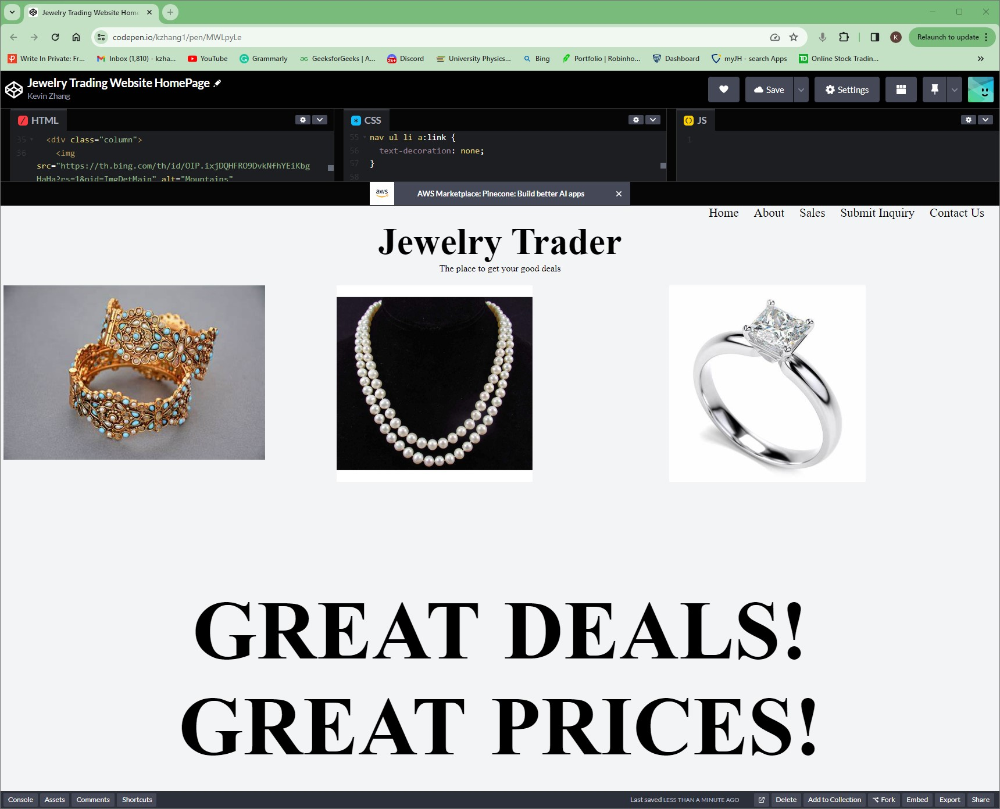 Jewelry Trading Website Home
codepen.io/kzhang1/pen/MWLpyLe
K
Relaunch to update
Write In Private: Fr...
Inbox (1,810) - kzha...
YouTube
Grammarly
GeeksforGeeks | A...
2k+
Discord
University Physics...
Bing
Portfolio | Robinho...
Dashboard
myJH - search Apps
TD
Online Stock Tradin...
Jewelry Trading Website HomePage
Kevin Zhang
Save
Settings
HTML
35 <div class="column">
36 <img
src="https://th.bing.com/th/id/OIP.ixjDQHFRO9DvkNfhYEiKbg
HaHa?rs=1&pid=ImgDetMain" alt="Mountains"
CSS
55 nav ul li a:link {
56 text-decoration: none;
57 }
58
JS
1
aws
AWS Marketplace: Pinecone: Build better AI apps
Home About Sales Submit Inquiry Contact Us
Jewelry Trader
The place to get your good deals
GREAT DEALS!
GREAT PRICES!
Console Assets Comments Shortcuts
Last saved LESS THAN A MINUTE AGO
Delete Add to Collection Fork Embed Export Share